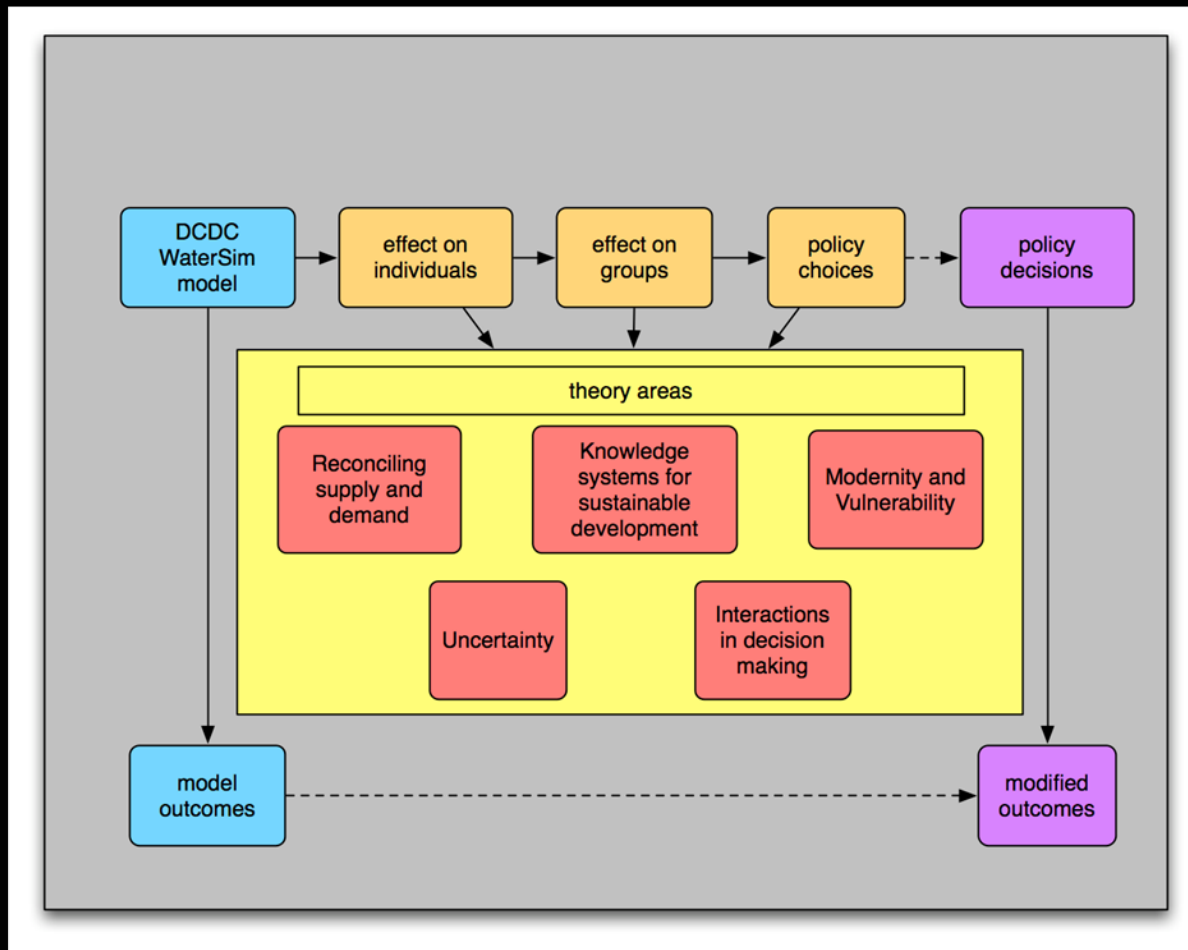 DCDC
WaterSim
model
effect on
individuals
effect on
groups
policy
choices
policy
decisions
theory areas
Reconciling
supply and
demand
Knowledge
systems for
sustainable
development
Modernity and
Vulnerability
Uncertainty
Interactions
in decision
making
model
outcomes
modified
outcomes